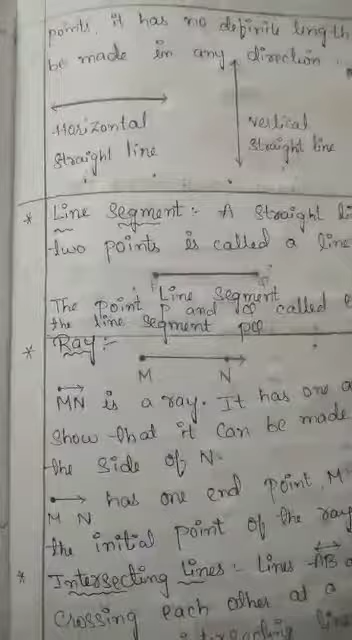 points, it has no definite length
be made in any direction.
Horizontal
straight line
vertical
straight line
* Line segment :- A straight
two points is called a line
P
Line segment
The point P and Q called
the line segment PQ
* Ray :-
M N
MN is a ray. It has one
show that it can be made
the side of N.
M N has one end point, M
the initial point of the ray
* Intersecting Lines :- Lines AB
crossing each other at a